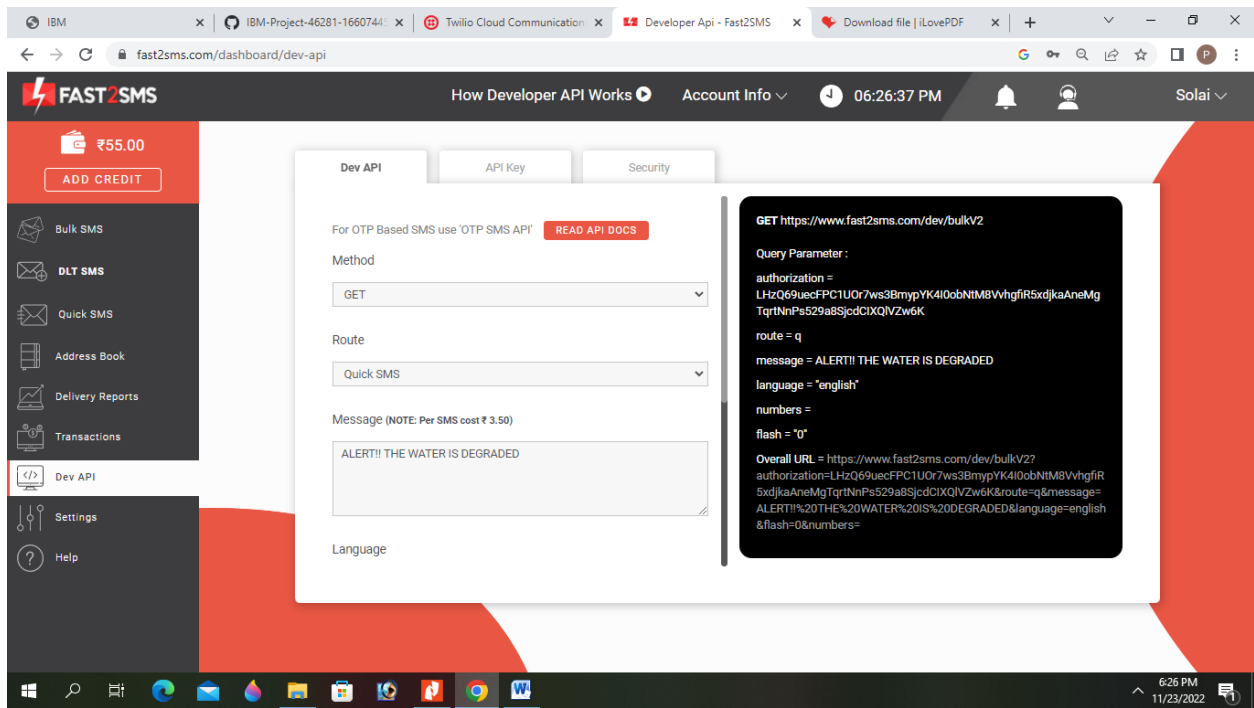 IBM
IBM-Project-46281-1660744
Twilio Cloud Communication
Developer Api - Fast2SMS
Download file | iLovePDF
fast2sms.com/dashboard/dev-api
P
FAST2SMS
How Developer API Works
Account Info
06:26:37 PM
Solai
₹55.00
ADD CREDIT
Bulk SMS
DLT SMS
Quick SMS
Address Book
Delivery Reports
Transactions
Dev API
Settings
Help
Dev API
API Key
Security
For OTP Based SMS use 'OTP SMS API'
READ API DOCS
Method
GET
Route
Quick SMS
Message (NOTE: Per SMS cost ₹ 3.50)
ALERT!! THE WATER IS DEGRADED
Language
GET https://www.fast2sms.com/dev/bulkV2
Query Parameter :
authorization =
LHzQ69uecFPC1UOr7ws3BmypYK4I0obNtM8VvhgfiR5xdjkaAneMg
TqrtNnPs529a8SjcdCIXQlVZw6K
route = q
message = ALERT!! THE WATER IS DEGRADED
language = "english"
numbers =
flash = "0"
Overall URL = https://www.fast2sms.com/dev/bulkV2?
authorization=LHzQ69uecFPC1UOr7ws3BmypYK4I0obNtM8VvhgfiR
5xdjkaAneMgTqrtNnPs529a8SjcdCIXQlVZw6K&route=q&message=
ALERT!!%20THE%20WATER%20IS%20DEGRADED&language=english
&flash=0&numbers=
6:26 PM
11/23/2022